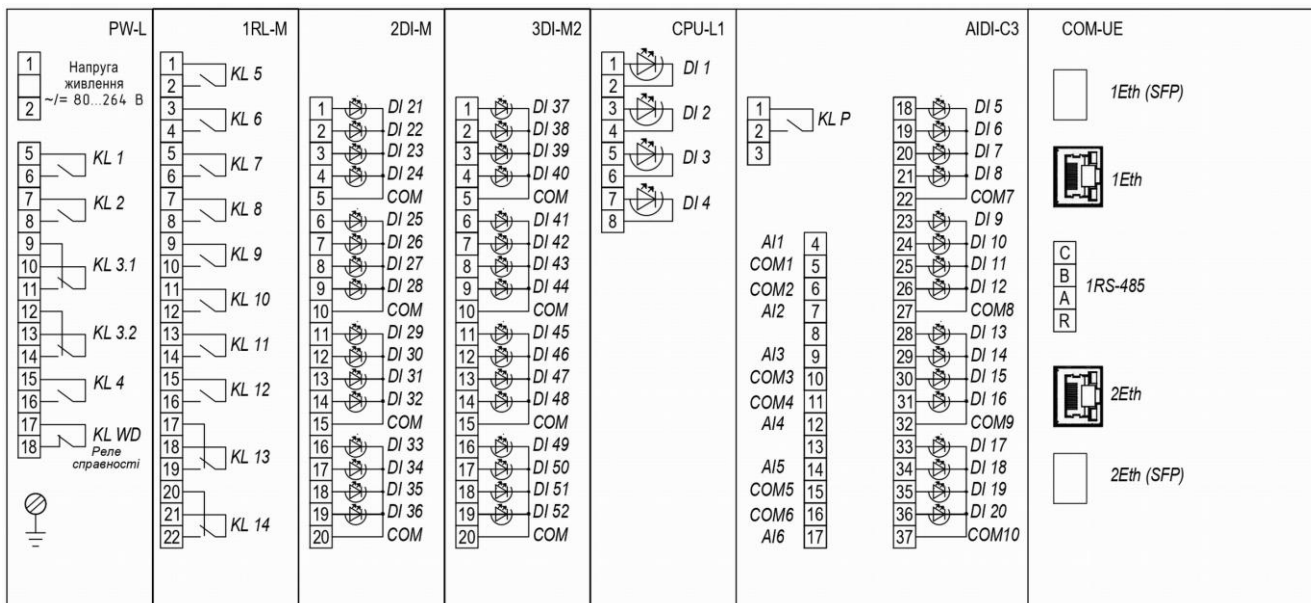 PW-L
1
Напруга
живлення
2
~/= 80...264 В
5
KL 1
6
7
KL 2
8
9
10
KL 3.1
11
12
13
KL 3.2
14
15
KL 4
16
17
KL WD
18
Реле
справності
1RL-M
1
KL 5
2
3
KL 6
4
5
KL 7
6
7
KL 8
8
9
KL 9
10
11
KL 10
12
13
KL 11
14
15
KL 12
16
17
18
KL 13
19
20
21
KL 14
22
2DI-M
1 DI 21
2 DI 22
3 DI 23
4 DI 24
5 COM
6 DI 25
7 DI 26
8 DI 27
9 DI 28
10 COM
11 DI 29
12 DI 30
13 DI 31
14 DI 32
15 COM
16 DI 33
17 DI 34
18 DI 35
19 DI 36
20 COM
3DI-M2
1 DI 37
2 DI 38
3 DI 39
4 DI 40
5 COM
6 DI 41
7 DI 42
8 DI 43
9 DI 44
10 COM
11 DI 45
12 DI 46
13 DI 47
14 DI 48
15 COM
16 DI 49
17 DI 50
18 DI 51
19 DI 52
20 COM
CPU-L1
1
DI 1
2
3
DI 2
4
5
DI 3
6
7
DI 4
8
AIDI-C3
1
KL P
2
3
AI1 4
COM1 5
COM2 6
AI2 7
8
AI3 9
COM3 10
COM4 11
AI4 12
13
AI5 14
COM5 15
COM6 16
AI6 17
18 DI 5
19 DI 6
20 DI 7
21 DI 8
22 COM7
23 DI 9
24 DI 10
25 DI 11
26 DI 12
27 COM8
28 DI 13
29 DI 14
30 DI 15
31 DI 16
32 COM9
33 DI 17
34 DI 18
35 DI 19
36 DI 20
37 COM10
COM-UE
1Eth (SFP)
1Eth
C
B
1RS-485
A
R
2Eth
2Eth (SFP)